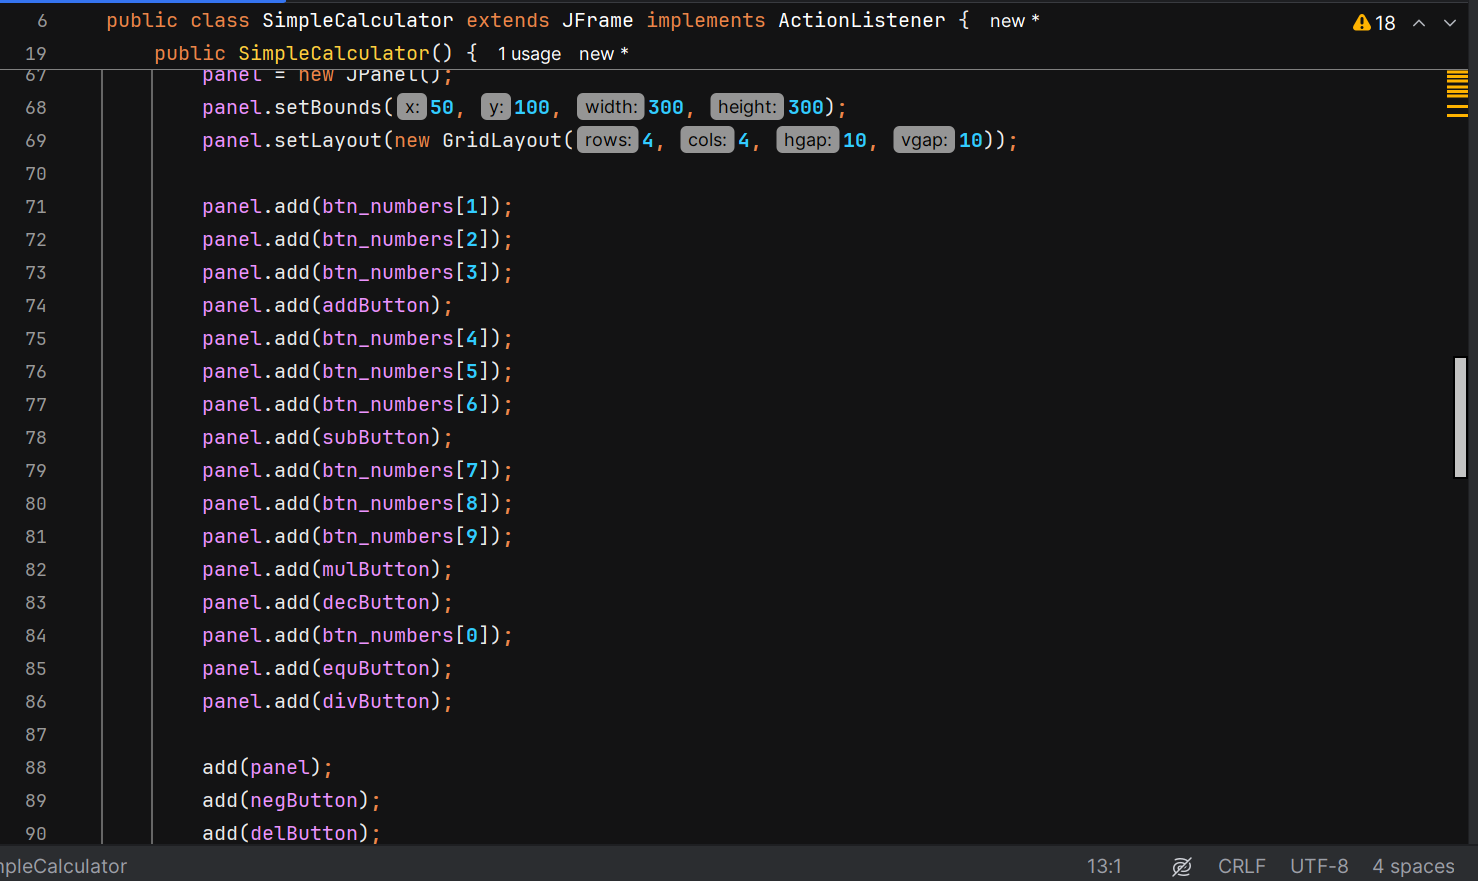 6 public class SimpleCalculator extends JFrame implements ActionListener { new * 18
19 public SimpleCalculator() { 1 usage new *
67 panel = new JPanel();
68 panel.setBounds( x: 50, y: 100, width: 300, height: 300);
69 panel.setLayout(new GridLayout( rows: 4, cols: 4, hgap: 10, vgap: 10));
70
71 panel.add(btn_numbers[1]);
72 panel.add(btn_numbers[2]);
73 panel.add(btn_numbers[3]);
74 panel.add(addButton);
75 panel.add(btn_numbers[4]);
76 panel.add(btn_numbers[5]);
77 panel.add(btn_numbers[6]);
78 panel.add(subButton);
79 panel.add(btn_numbers[7]);
80 panel.add(btn_numbers[8]);
81 panel.add(btn_numbers[9]);
82 panel.add(mulButton);
83 panel.add(decButton);
84 panel.add(btn_numbers[0]);
85 panel.add(equButton);
86 panel.add(divButton);
87
88 add(panel);
89 add(negButton);
90 add(delButton);
mpleCalculator 13:1 CRLF UTF-8 4 spaces